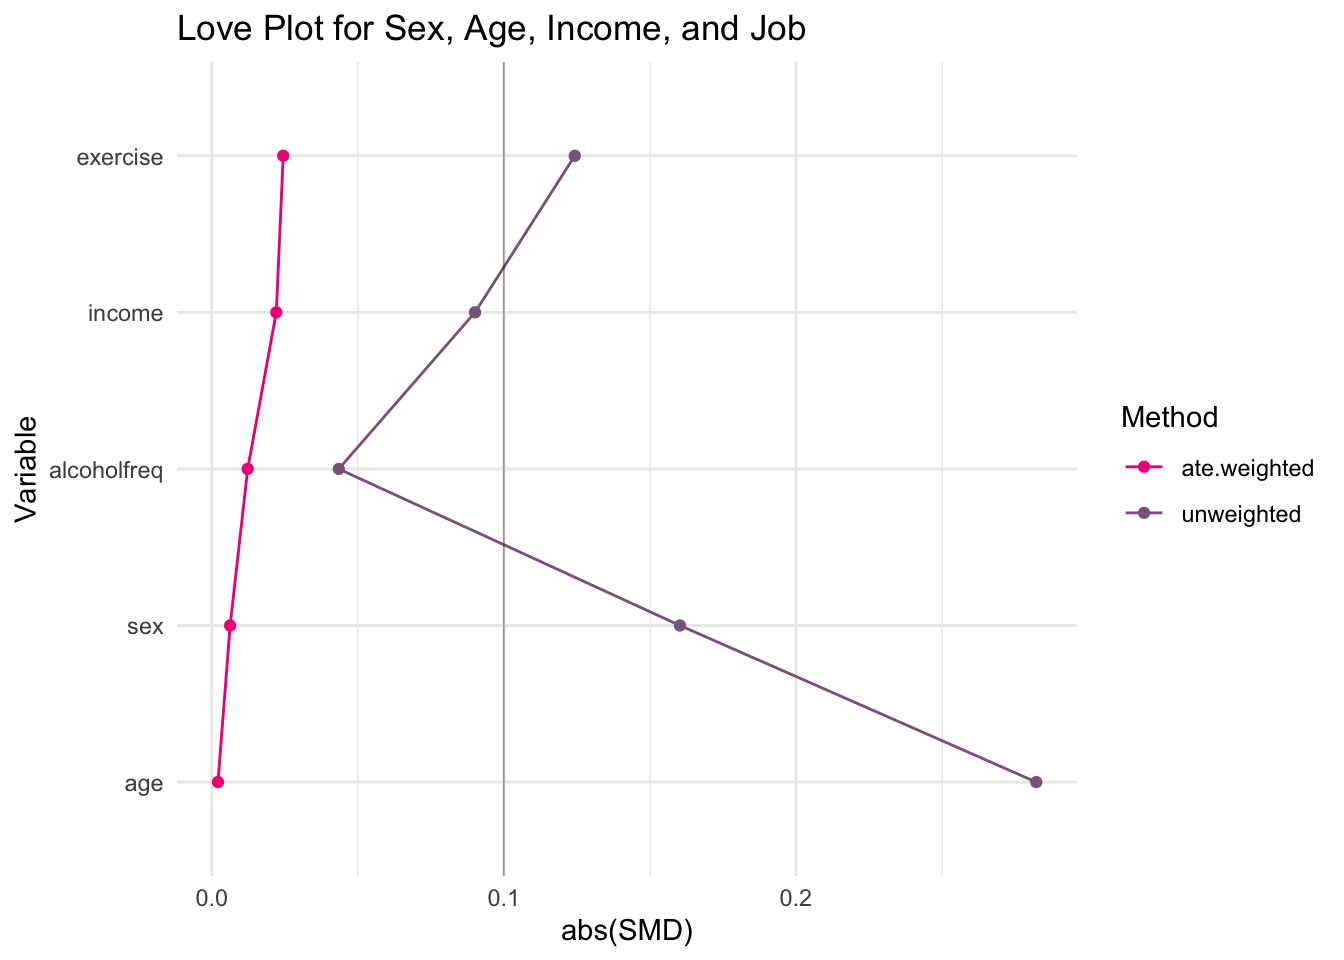 Love Plot for Sex, Age, Income, and Job
exercise
income
alcoholfreq
sex
age
Variable
0.0
0.1
0.2
abs(SMD)
Method
ate.weighted
unweighted